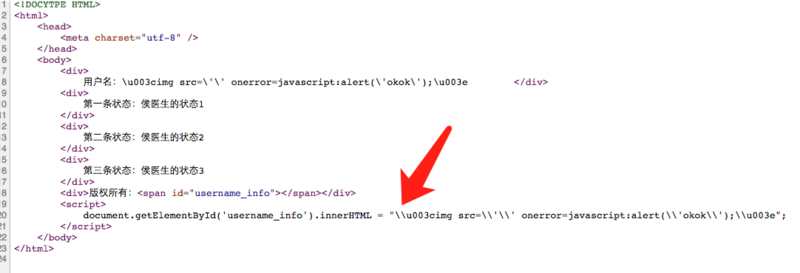 1 <!DOCYTPE HTML>
2 <html>
3 <head>
4 <meta charset="utf-8" />
5 </head>
6 <body>
7 <div>
8 用户名：\u003cimg src=\'\' onerror=javascript:alert(\'okok\');\u003e </div>
9 <div>
10 第一条状态：侯医生的状态1
11 </div>
12 <div>
13 第二条状态：侯医生的状态2
14 </div>
15 <div>
16 第三条状态：侯医生的状态3
17 </div>
18 <div>版权所有：<span id="username_info"></span></div>
19 <script>
20 document.getElementById('username_info').innerHTML = "\\u003cimg src=\\'\\' onerror=javascript:alert(\\'okok\\');\\u003e";
21 </script>
22 </body>
23 </html>
24